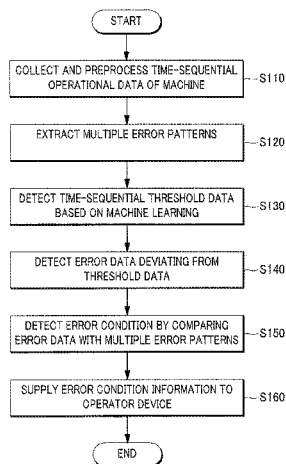 START
COLLECT AND PREPROCESS TIME-SEQUENTIAL
OPERATIONAL DATA OF MACHINE
S110
EXTRACT MULTIPLE ERROR PATTERNS
S120
DETECT TIME-SEQUENTIAL THRESHOLD DATA
BASED ON MACHINE LEARNING
S130
DETECT ERROR DATA DEVIATING FROM
THRESHOLD DATA
S140
DETECT ERROR CONDITION BY COMPARING
ERROR DATA WITH MULTIPLE ERROR PATTERNS
S150
SUPPLY ERROR CONDITION INFORMATION TO
OPERATOR DEVICE
S160
END